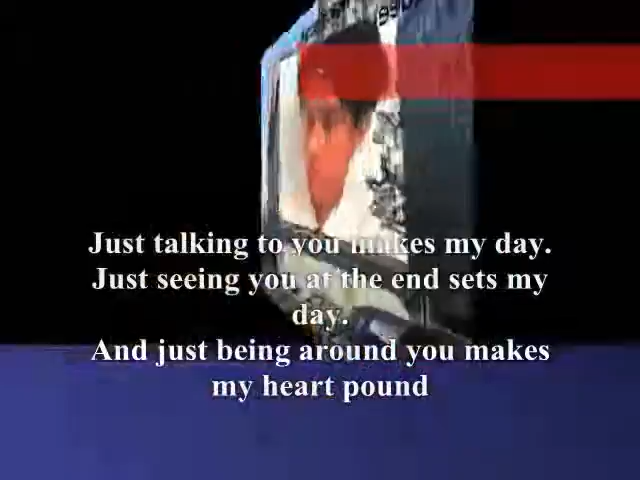 Just talking to you makes my day.
Just seeing you at the end sets my
day.
And just being around you makes
my heart pound